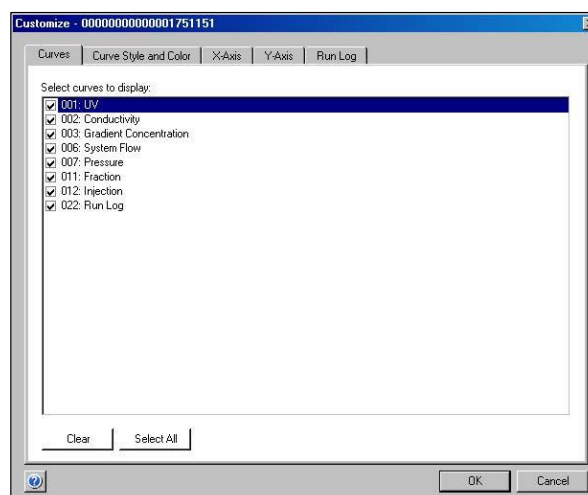 Customize - 00000000000001751151
Curves Curve Style and Color X-Axis Y-Axis Run Log
Select curves to display:
001: UV
002: Conductivity
003: Gradient Concentration
006: System Flow
007: Pressure
011: Fraction
012: Injection
022: Run Log
Clear Select All
? OK Cancel